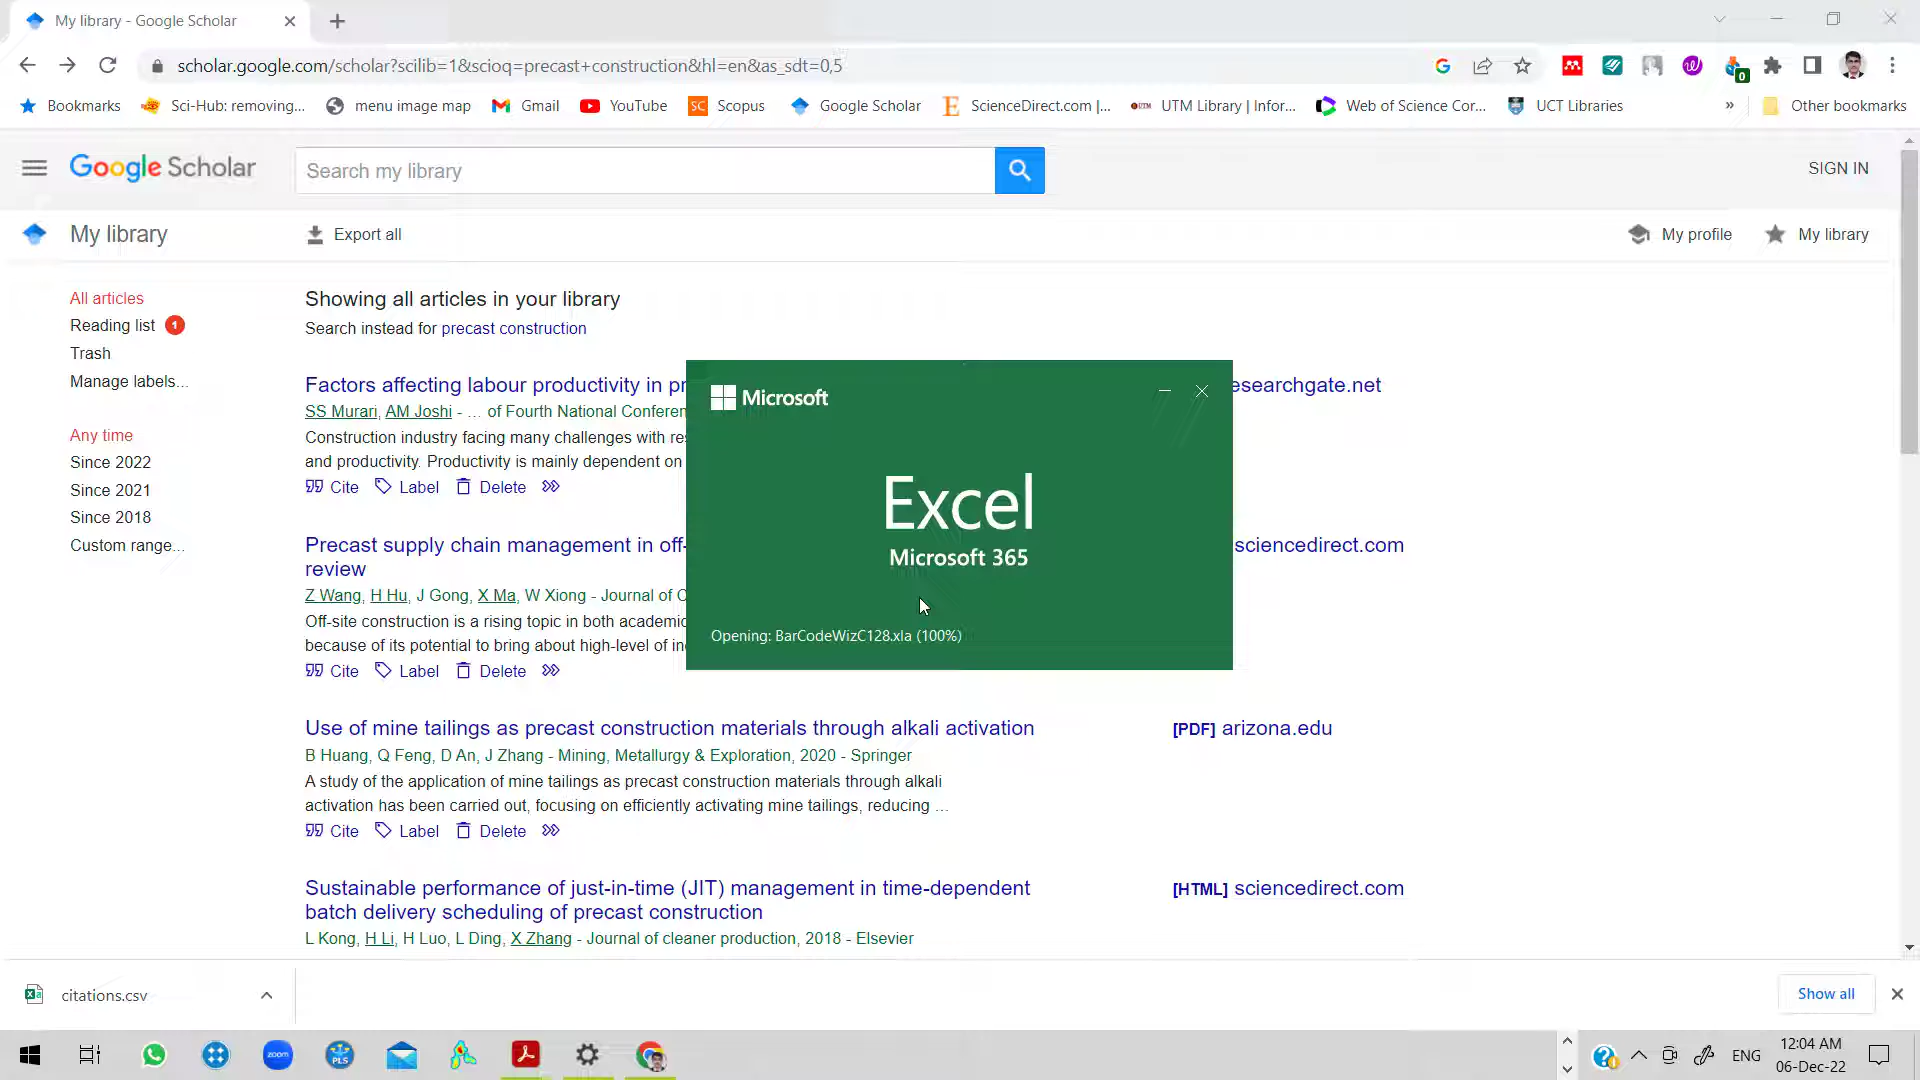 My library - Google Scholar
scholar.google.com/scholar?scilib=1&scioq=precast+construction&hl=en&as_sdt=0,5
0
Bookmarks
Sci-Hub: removing...
menu image map
Gmail
YouTube
SC Scopus
Google Scholar
ScienceDirect.com |...
UTM Library | Infor...
Web of Science Cor...
UCT Libraries
»
Other bookmarks
Google Scholar
Search my library
SIGN IN
My library
Export all
My profile
My library
All articles
Reading list 1
Trash
Manage labels...
Any time
Since 2022
Since 2021
Since 2018
Custom range...
Showing all articles in your library
Search instead for precast construction
Factors affecting labour productivity in pr
esearchgate.net
SS Murari, AM Joshi - … of Fourth National Conferen
Construction industry facing many challenges with res
and productivity. Productivity is mainly dependent on
Cite Label Delete
Precast supply chain management in off-
review
sciencedirect.com
Z Wang, H Hu, J Gong, X Ma, W Xiong - Journal of C
Off-site construction is a rising topic in both academic
because of its potential to bring about high-level of in
Cite Label Delete
Microsoft
Excel
Microsoft 365
Opening: BarCodeWizC128.xla (100%)
Use of mine tailings as precast construction materials through alkali activation
[PDF] arizona.edu
B Huang, Q Feng, D An, J Zhang - Mining, Metallurgy & Exploration, 2020 - Springer
A study of the application of mine tailings as precast construction materials through alkali
activation has been carried out, focusing on efficiently activating mine tailings, reducing …
Cite Label Delete
Sustainable performance of just-in-time (JIT) management in time-dependent
batch delivery scheduling of precast construction
[HTML] sciencedirect.com
L Kong, H Li, H Luo, L Ding, X Zhang - Journal of cleaner production, 2018 - Elsevier
citations.csv
Show all
zoom
PLS
ENG
12:04 AM
06-Dec-22